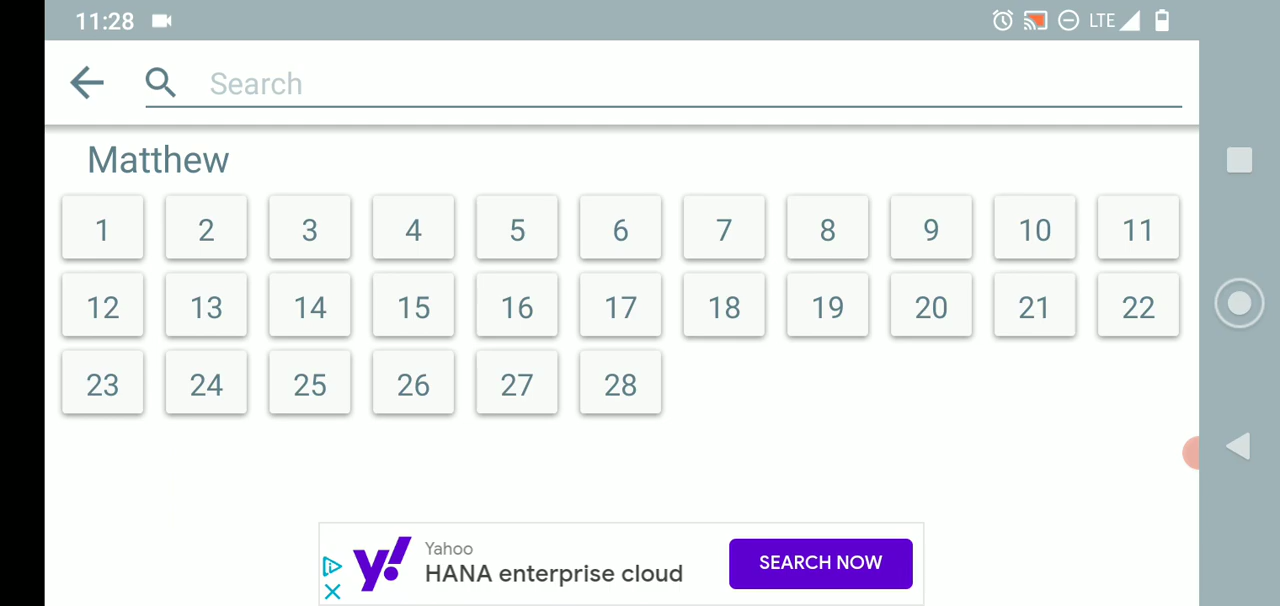 11:28 LTE
Search
Matthew
1 2 3 4 5 6 7 8 9 10 11
12 13 14 15 16 17 18 19 20 21 22
23 24 25 26 27 28
y!
Yahoo
HANA enterprise cloud
SEARCH NOW